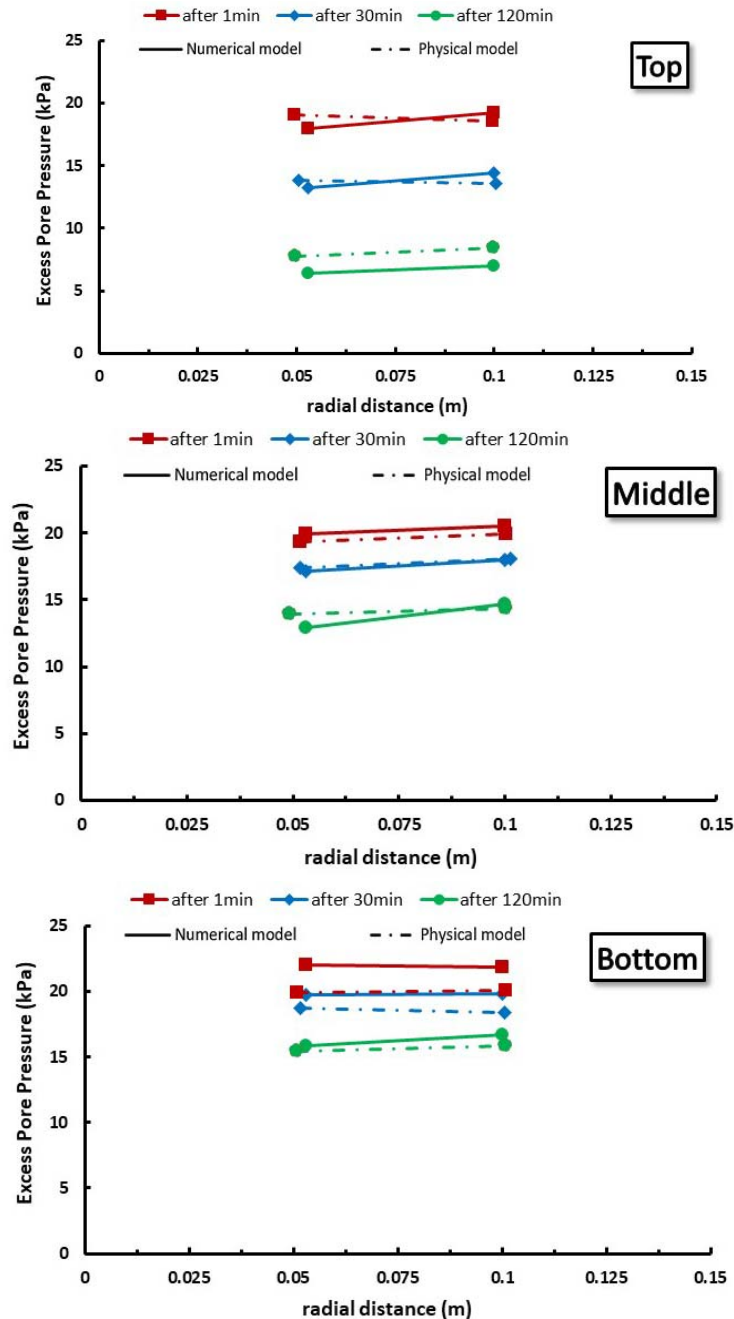 after 1min after 30min after 120min
Numerical model Physical model
Top
25
20
15
10
5
0
Excess Pore Pressure (kPa)
0 0.025 0.05 0.075 0.1 0.125 0.15
radial distance (m)
after 1min after 30min after 120min
Numerical model Physical model
Middle
25
20
15
10
5
0
Excess Pore Pressure (kPa)
0 0.025 0.05 0.075 0.1 0.125 0.15
radial distance (m)
after 1min after 30min after 120min
Numerical model Physical model
Bottom
25
20
15
10
5
0
Excess Pore Pressure (kPa)
0 0.025 0.05 0.075 0.1 0.125 0.15
radial distance (m)